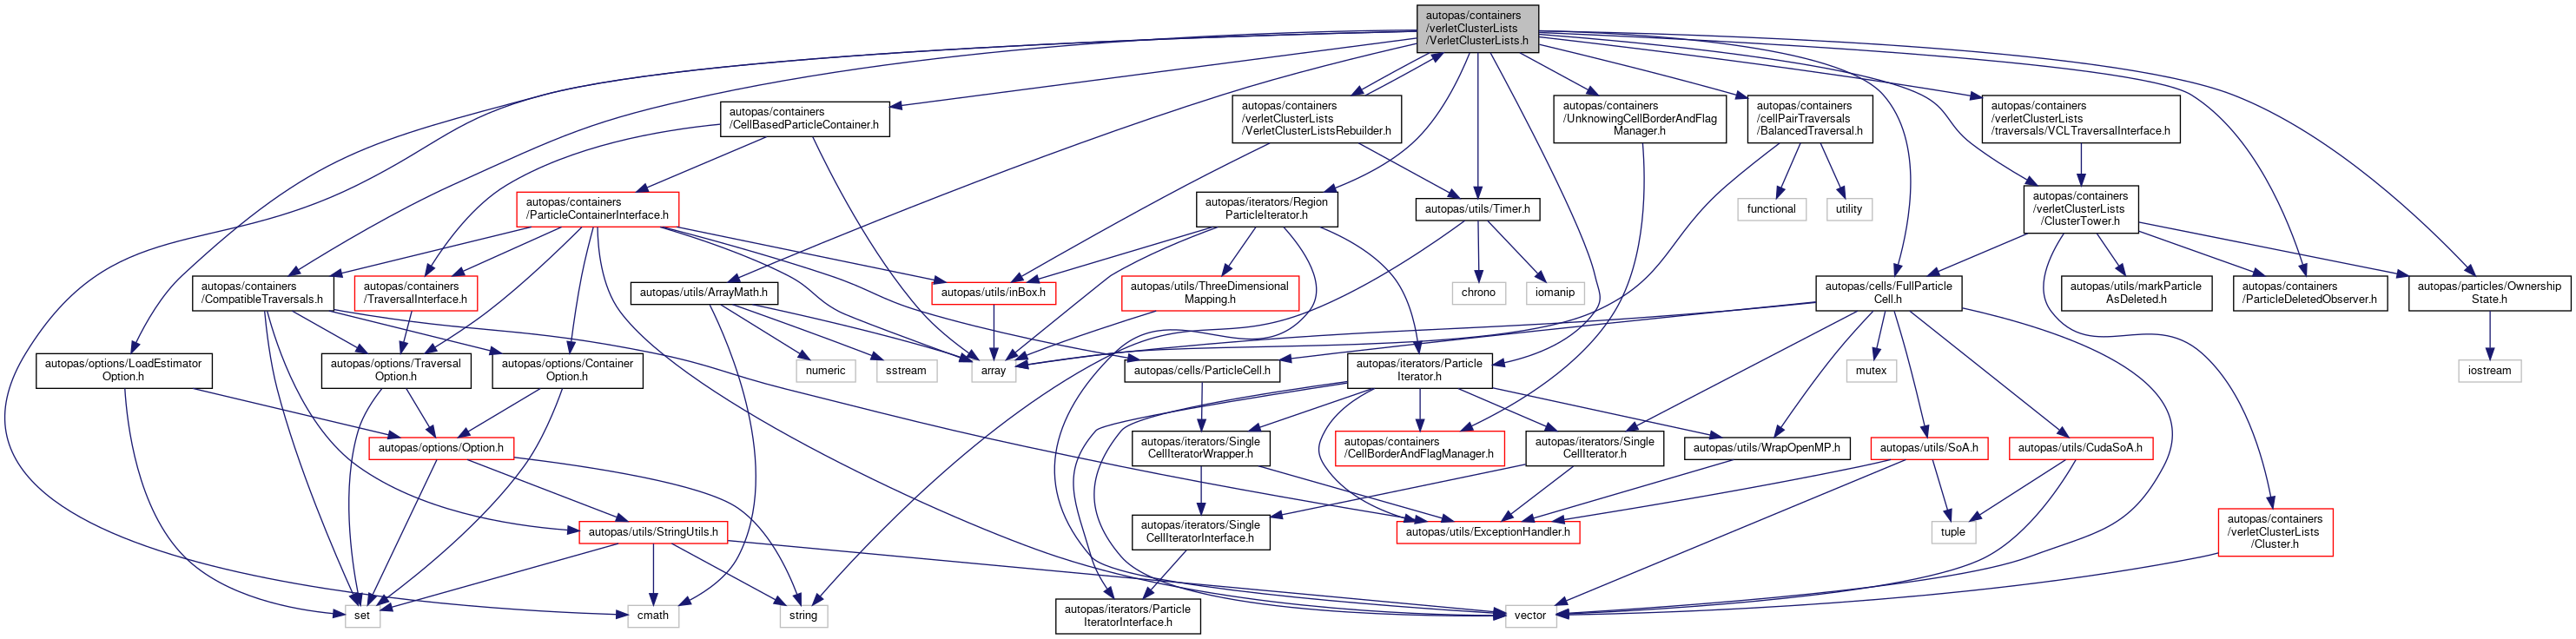 autopas/containers
/verletClusterLists
/VerletClusterLists.h
autopas/containers
/CellBasedParticleContainer.h
autopas/containers
/verletClusterLists
/VerletClusterListsRebuilder.h
autopas/containers
/UnknowingCellBorderAndFlag
Manager.h
autopas/containers
/cellPairTraversals
/BalancedTraversal.h
autopas/containers
/verletClusterLists
/traversals/VCLTraversalInterface.h
autopas/containers
/ParticleContainerInterface.h
autopas/iterators/Region
ParticleIterator.h
autopas/utils/Timer.h
functional
utility
autopas/containers
/verletClusterLists
/ClusterTower.h
autopas/containers
/CompatibleTraversals.h
autopas/containers
/TraversalInterface.h
autopas/utils/ArrayMath.h
autopas/utils/inBox.h
autopas/utils/ThreeDimensional
Mapping.h
chrono
iomanip
autopas/cells/FullParticle
Cell.h
autopas/utils/markParticle
AsDeleted.h
autopas/containers
/ParticleDeletedObserver.h
autopas/particles/Ownership
State.h
autopas/options/LoadEstimator
Option.h
autopas/options/Traversal
Option.h
autopas/options/Container
Option.h
numeric
sstream
array
autopas/cells/ParticleCell.h
autopas/iterators/Particle
Iterator.h
mutex
iostream
autopas/options/Option.h
autopas/iterators/Single
CellIteratorWrapper.h
autopas/containers
/CellBorderAndFlagManager.h
autopas/iterators/Single
CellIterator.h
autopas/utils/WrapOpenMP.h
autopas/utils/SoA.h
autopas/utils/CudaSoA.h
autopas/utils/StringUtils.h
autopas/iterators/Single
CellIteratorInterface.h
autopas/utils/ExceptionHandler.h
tuple
autopas/containers
/verletClusterLists
/Cluster.h
set
cmath
string
autopas/iterators/Particle
IteratorInterface.h
vector